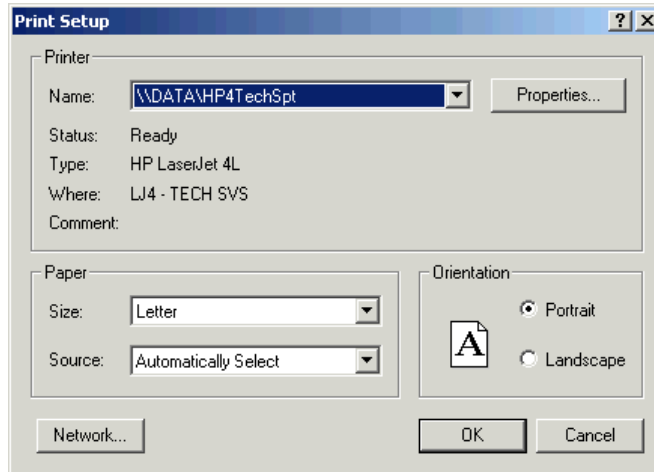 Print Setup
Printer
Name: \\DATA\HP4TechSpt Properties...
Status: Ready
Type: HP LaserJet 4L
Where: LJ4 - TECH SVS
Comment:
Paper
Size: Letter
Source: Automatically Select
Orientation
Portrait
A
Landscape
Network... OK Cancel